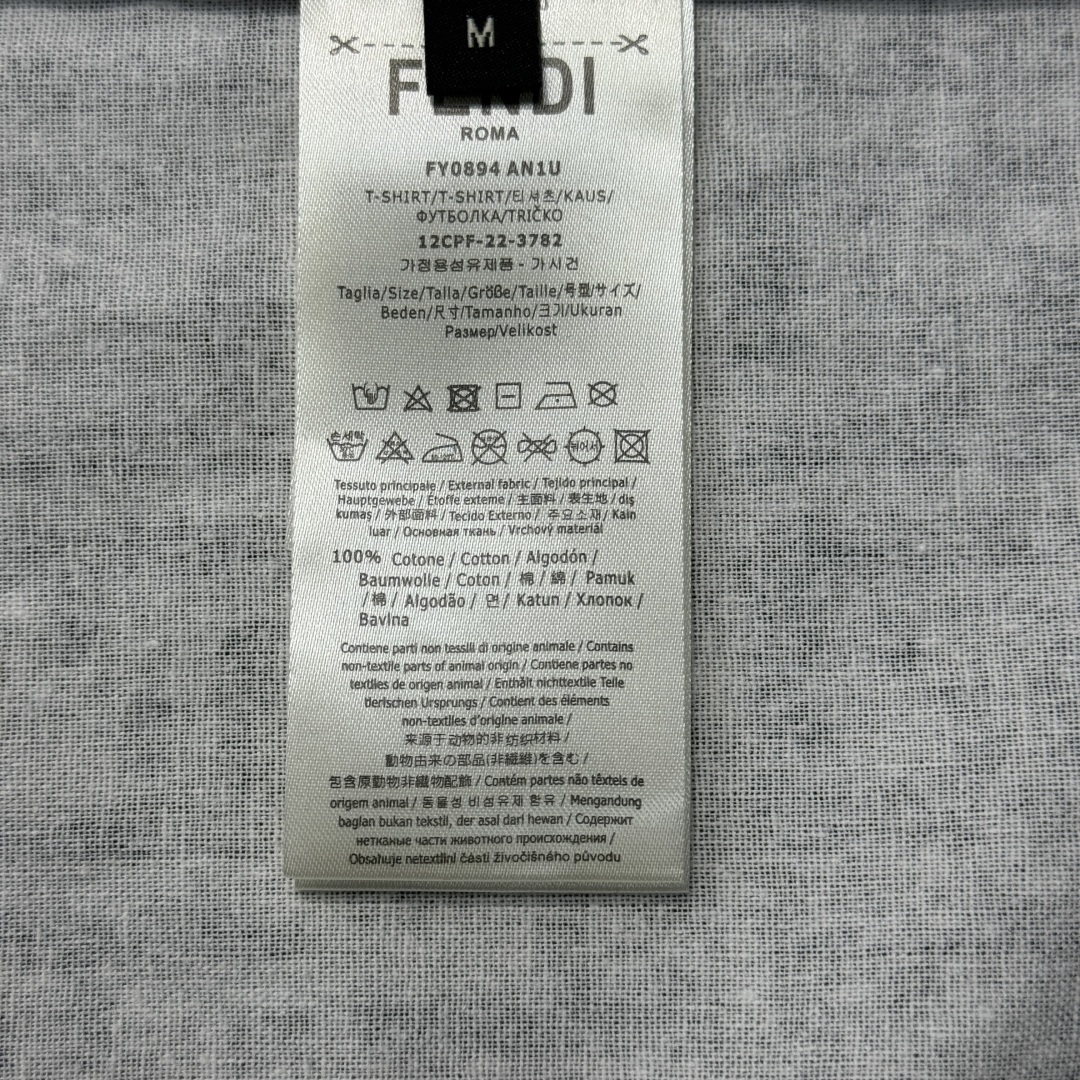 M
FENDI
ROMA
FY0894 AN1U
T-SHIRT/T-SHIRT/티셔츠/KAUS/
ФУТБОЛКА/TRIČKO
12CPF-22-3782
가정용섬유제품 - 가시건
Taglia/Size/Talla/Größe/Taille/号型/サイズ/
Beden/尺寸/Tamanho/크기/Ukuran
Размер/Velikost
손세탁
Tessuto principale / External fabric / Tejido principal /
Hauptgewebe / Étoffe externe / 主面料 / 表生地 / dış
kumaş / 外部面料 / Tecido Externo / 주요소재 / Kain
luar / Основная ткань / Vrchový materiál
100% Cotone / Cotton / Algodón /
Baumwolle / Coton / 棉 / 綿 / Pamuk
/ 棉 / Algodão / 면 / Katun / Хлопок /
Bavlna
Contiene parti non tessili di origine animale / Contains
non-textile parts of animal origin / Contiene partes no
textiles de origen animal / Enthält nichttextile Teile
tierischen Ursprungs / Contient des éléments
non-textiles d'origine animale /
来源于动物的非纺织材料 /
動物由来の部品(非繊維)を含む /
包含原動物非織物配飾 / Contém partes não têxteis de
origem animal / 동물성 비섬유제 함유 / Mengandung
bagian bukan tekstil, der asal dari hewan / Содержит
нетканые части животного происхождения /
Obsahuje netextilní části živočišného původu